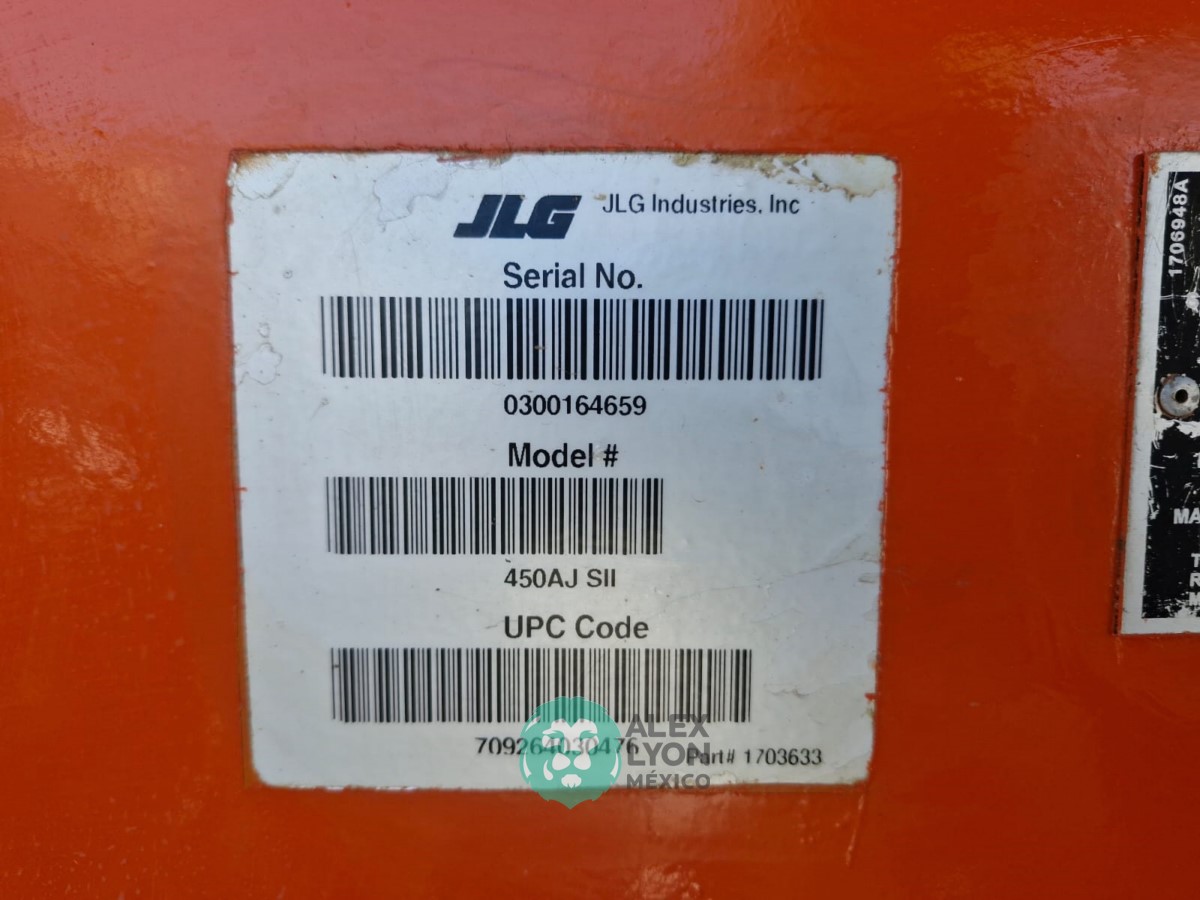 JLG JLG Industries, Inc
Serial No.
0300164659
Model #
450AJ SII
UPC Code
709264030476
Part# 1703633
ALEX
LYON
MÉXICO
1706948A
MA
T
R
M